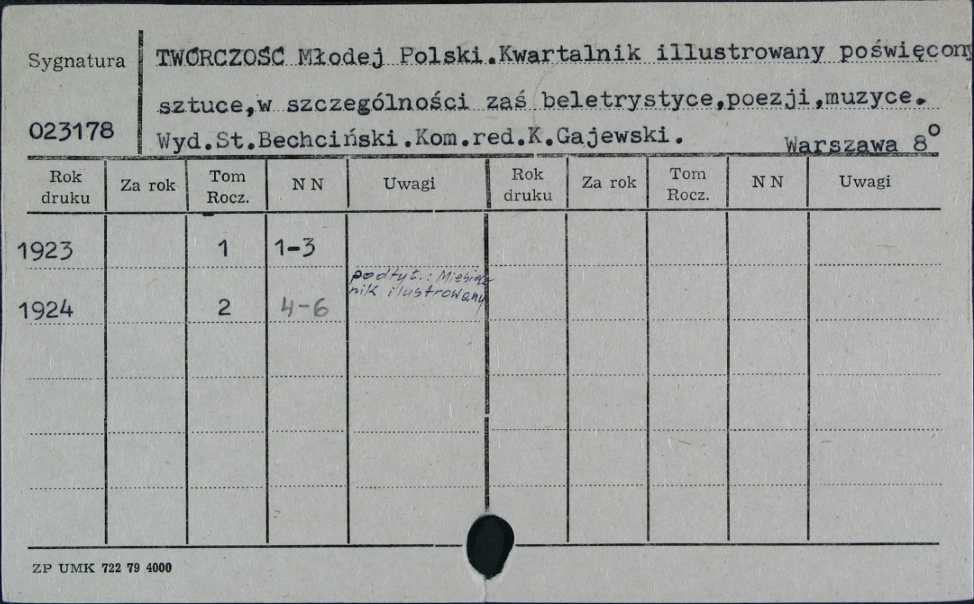 Sygnatura
TWÓRCZOŚĆ Młodej Polski.Kwartalnik illustrowany poświęcony
sztuce,w szczególności zaś beletrystyce,poezji,muzyce.
023178
Wyd.St.Bechciński.Kom.red.K.Gajewski.
Warszawa 8°
Rok druku Za rok Tom Rocz. N N Uwagi Rok druku Za rok Tom Rocz. N N Uwagi
1923 1 1-3
podtyt.: Miesięcz
nik ilustrowany
1924 2 4-6
ZP UMK 722 79 4000